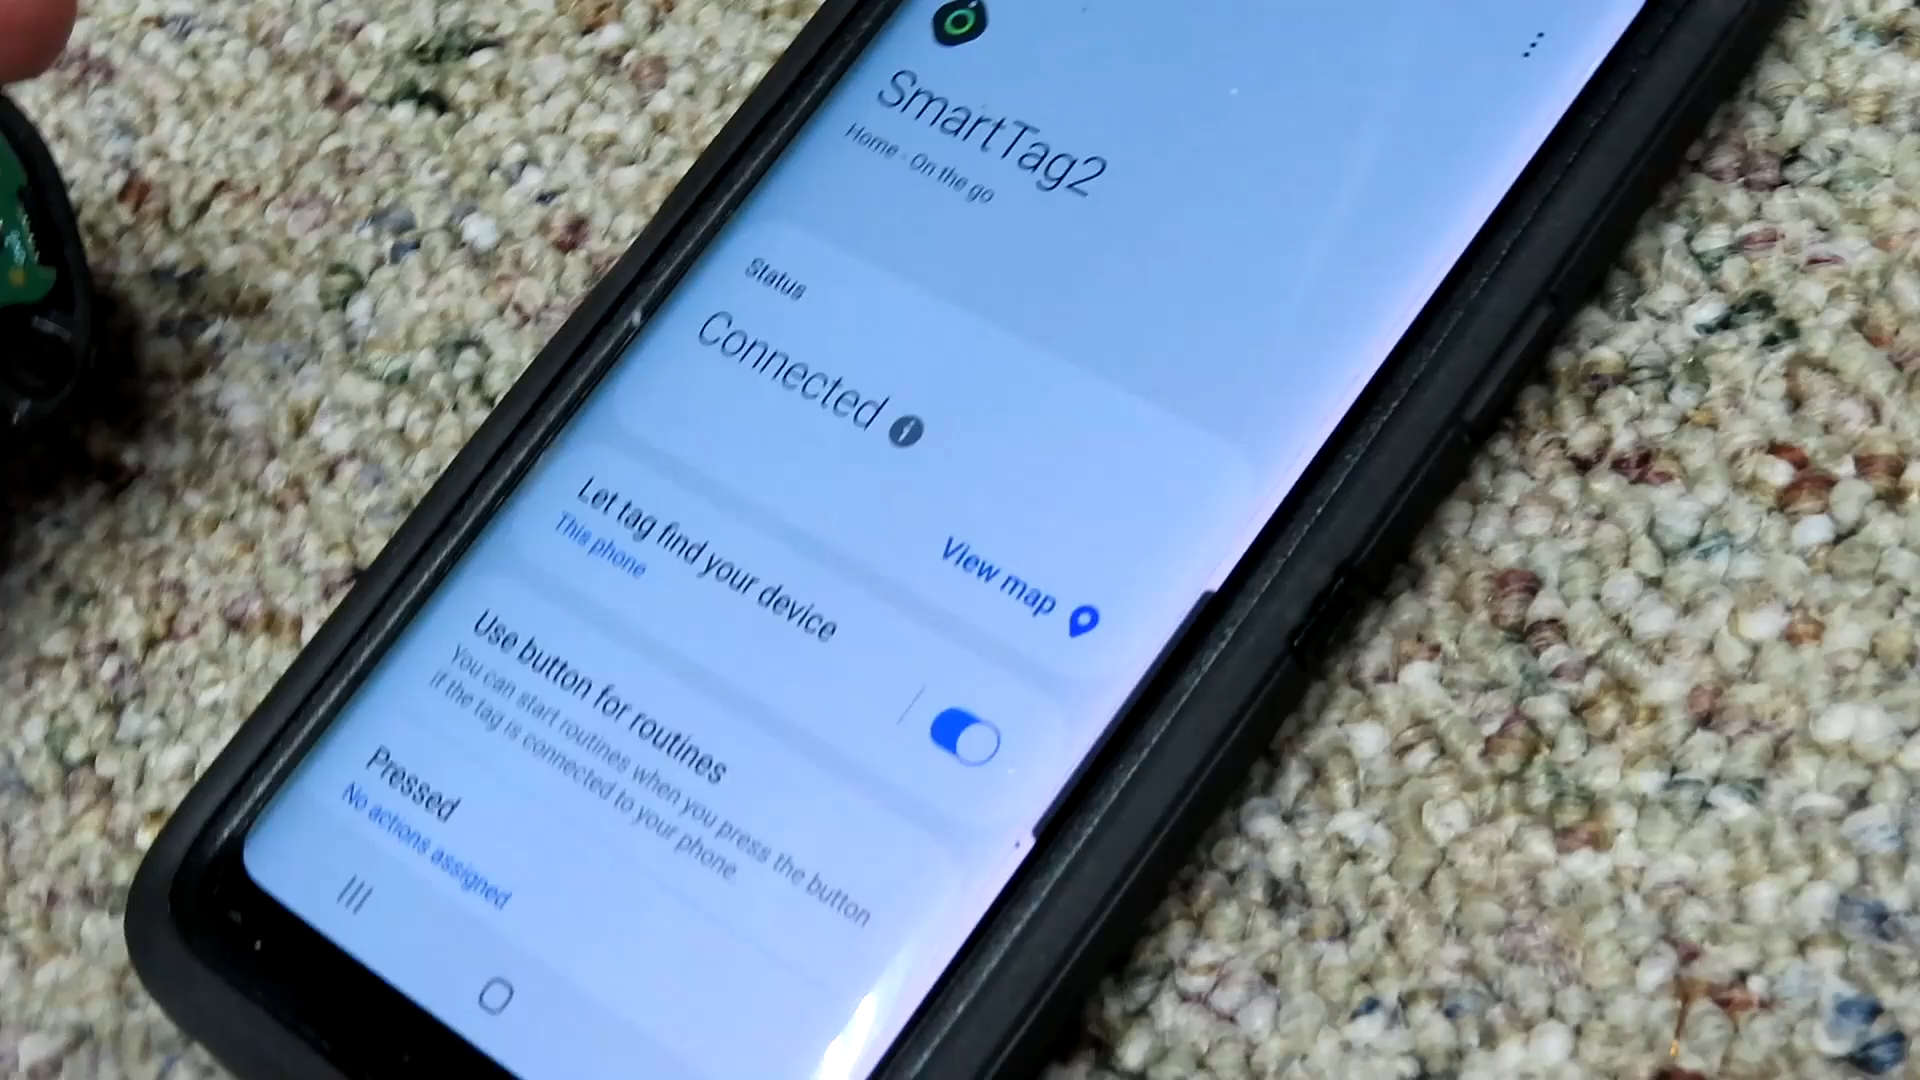 SmartTag2
Home - On the go
Status
Connected
View map
Let tag find your device
This phone
Use button for routines
You can start routines when you press the button
if the tag is connected to your phone.
Pressed
No actions assigned